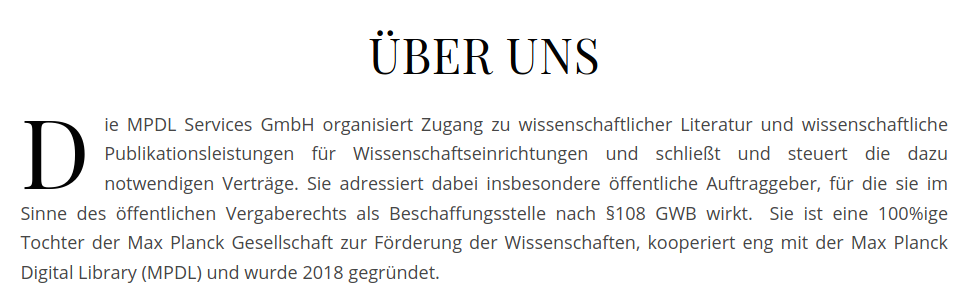 ÜBER UNS
Die MPDL Services GmbH organisiert Zugang zu wissenschaftlicher Literatur und wissenschaftliche
Publikationsleistungen für Wissenschaftseinrichtungen und schließt und steuert die dazu
notwendigen Verträge. Sie adressiert dabei insbesondere öffentliche Auftraggeber, für die sie im
Sinne des öffentlichen Vergaberechts als Beschaffungsstelle nach §108 GWB wirkt. Sie ist eine 100%ige
Tochter der Max Planck Gesellschaft zur Förderung der Wissenschaften, kooperiert eng mit der Max Planck
Digital Library (MPDL) und wurde 2018 gegründet.